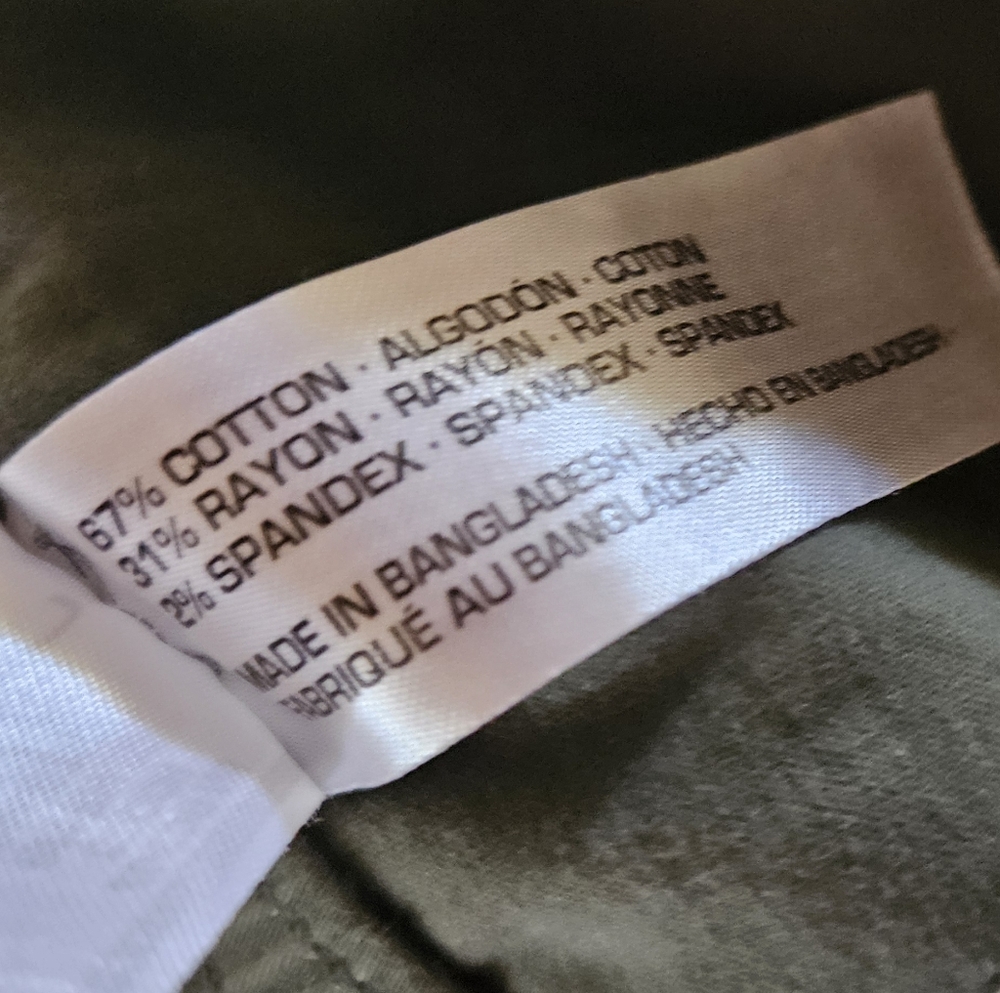 67% COTTON · ALGODÓN · COTON
31% RAYON · RAYÓN · RAYONNE
2% SPANDEX · SPANDEX · SPANDEX
MADE IN BANGLADESH · HECHO EN BANGLADESH ·
FABRIQUÉ AU BANGLADESH